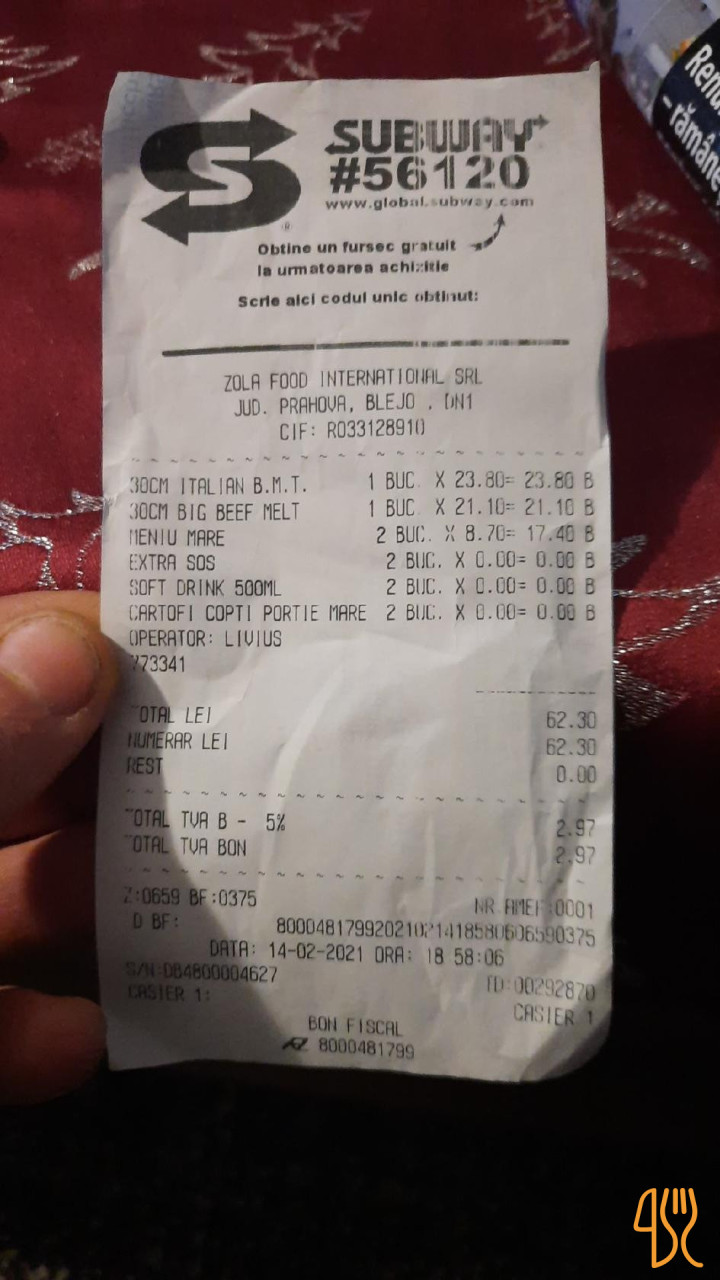 SUBWAY
#56120
www.global.subway.com
Obtine un fursec gratuit
la urmatoarea achizitie
Scrie aici codul unic obtinut:
ZOLA FOOD INTERNATIONAL SRL
JUD. PRAHOVA, BLEJO , DN1
CIF: RO33128910
30CM ITALIAN B.M.T. 1 BUC. X 23.80= 23.80 B
30CM BIG BEEF MELT 1 BUC. X 21.10= 21.10 B
MENIU MARE 2 BUC. X 8.70= 17.40 B
EXTRA SOS 2 BUC. X 0.00= 0.00 B
SOFT DRINK 500ML 2 BUC. X 0.00= 0.00 B
CARTOFI COPTI PORTIE MARE 2 BUC. X 0.00= 0.00 B
OPERATOR: LIVIUS
773341
TOTAL LEI 62.30
NUMERAR LEI 62.30
REST 0.00
TOTAL TVA B - 5% 2.97
TOTAL TVA BON 2.97
Z:0659 BF:0375 NR AMEF:0001
D BF: 80004817992021021418580606590375
DATA: 14-02-2021 ORA: 18 58:06
S/N:DB4800004627 TD:00292870
CASIER 1: CASIER 1
BON FISCAL
8000481799